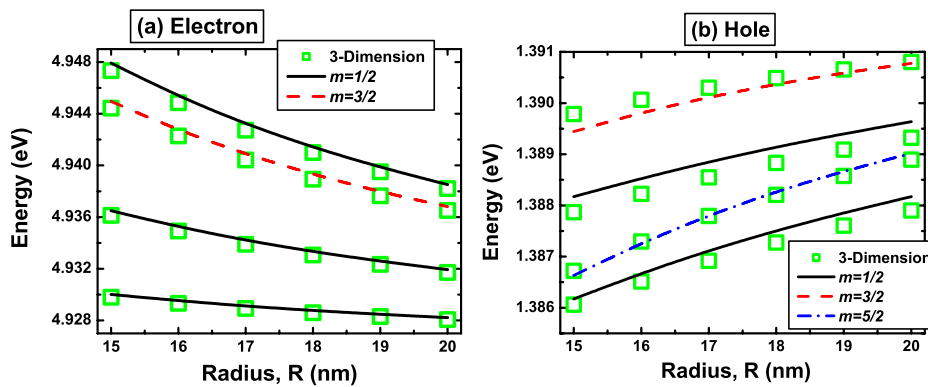 (a) Electron
3-Dimension
m=1/2
m=3/2
4.948
4.944
4.940
4.936
4.932
4.928
Energy (eV)
15 16 17 18 19 20
Radius, R (nm)
(b) Hole
1.391
1.390
1.389
1.388
1.387
1.386
Energy (eV)
3-Dimension
m=1/2
m=3/2
m=5/2
15 16 17 18 19 20
Radius, R (nm)